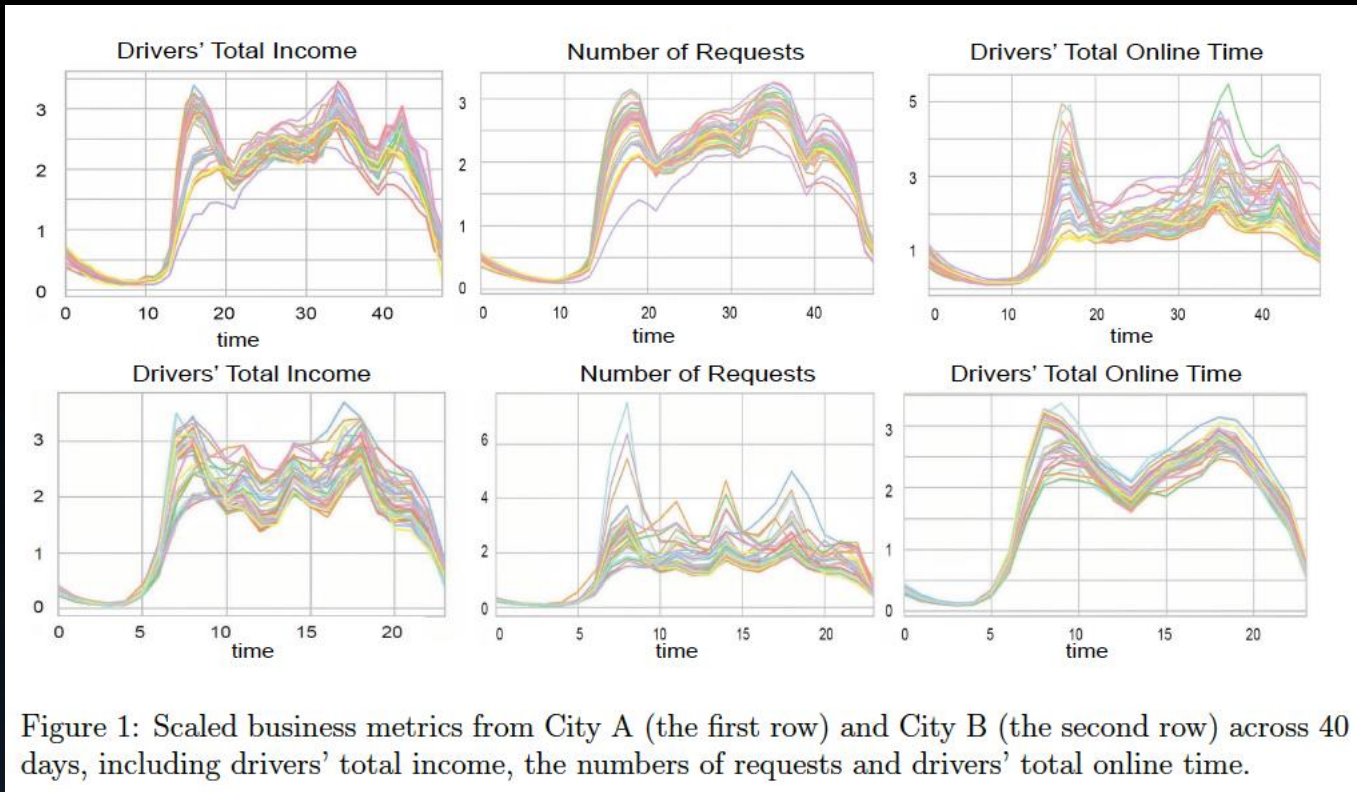 Drivers' Total Income
Number of Requests
Drivers' Total Online Time
3
2
1
0
0 10 20 30 40
time
3
2
1
0
0 10 20 30 40
time
5
3
1
0 10 20 30 40
time
Drivers' Total Income
Number of Requests
Drivers' Total Online Time
3
2
1
0
0 5 10 15 20
time
6
4
2
0
0 5 10 15 20
time
3
2
1
0
0 5 10 15 20
time
Figure 1: Scaled business metrics from City A (the first row) and City B (the second row) across 40
days, including drivers' total income, the numbers of requests and drivers' total online time.